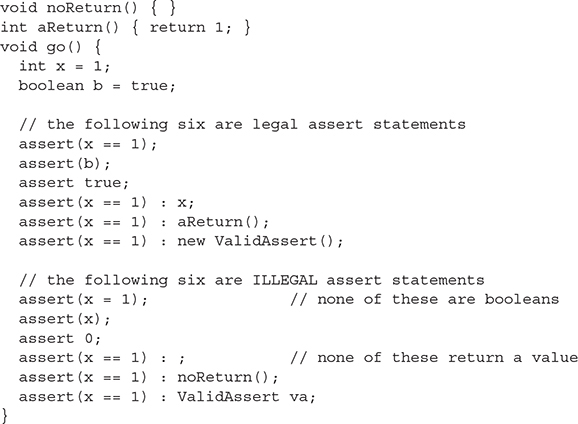 void noReturn() { }
int aReturn() { return 1; }
void go() {
  int x = 1;
  boolean b = true;

  // the following six are legal assert statements
  assert(x == 1);
  assert(b);
  assert true;
  assert(x == 1) : x;
  assert(x == 1) : aReturn();
  assert(x == 1) : new ValidAssert();

  // the following six are ILLEGAL assert statements
  assert(x = 1);             // none of these are booleans
  assert(x);
  assert 0;
  assert(x == 1) : ;         // none of these return a value
  assert(x == 1) : noReturn();
  assert(x == 1) : ValidAssert va;
}